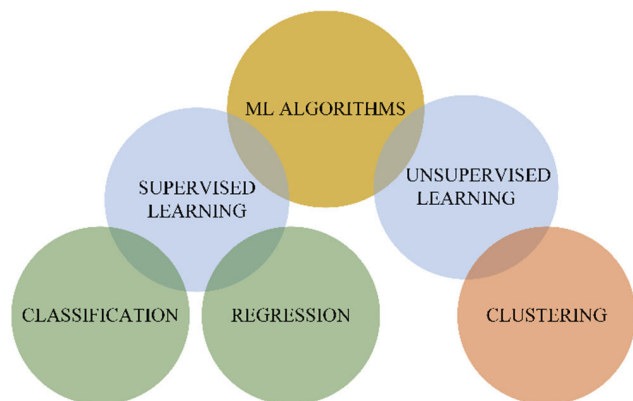 ML ALGORITHMS
SUPERVISED
LEARNING
UNSUPERVISED
LEARNING
CLASSIFICATION
REGRESSION
CLUSTERING